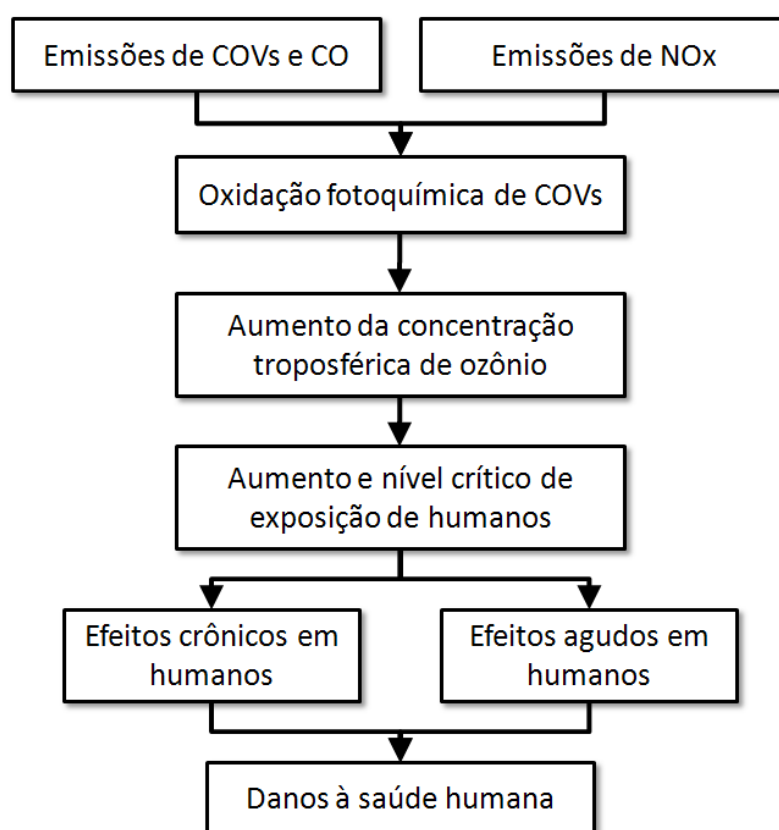 Emissões de COVs e CO
Emissões de NOx
Oxidação fotoquímica de COVs
Aumento da concentração
troposférica de ozônio
Aumento e nível crítico de
exposição de humanos
Efeitos crônicos em
humanos
Efeitos agudos em
humanos
Danos à saúde humana